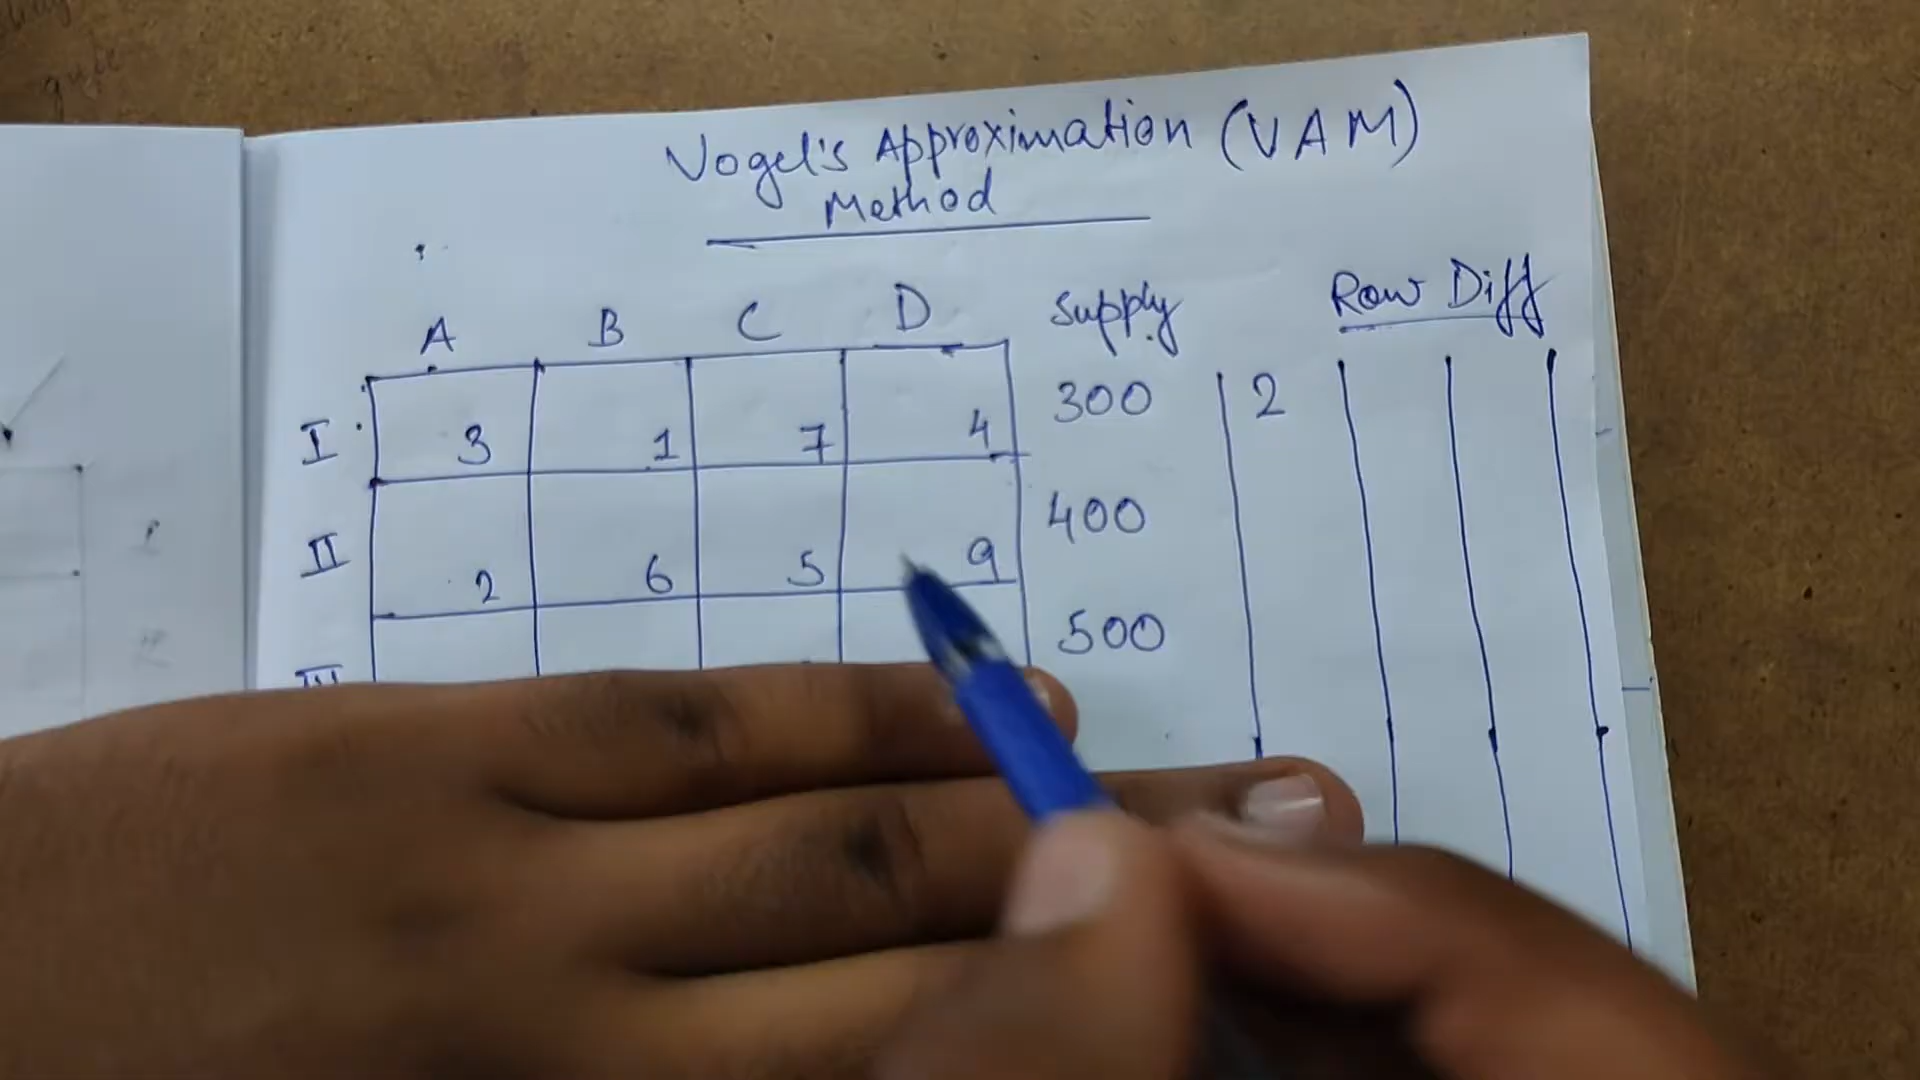 Vogel's Approximation (VAM)
Method
A B C D Supply Row Diff
I 3 1 7 4 300 2
II 2 6 5 9 400
III 500